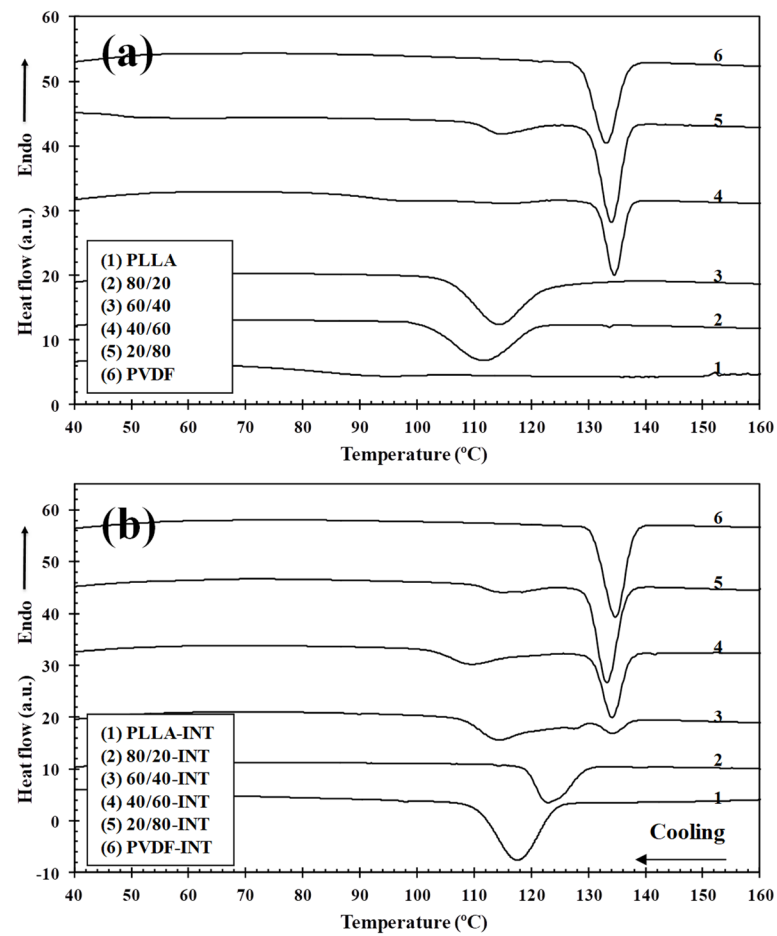 (a)
60
50
40
30
20
10
0
Heat flow (a.u.)
Endo
6
5
4
3
2
1
(1) PLLA
(2) 80/20
(3) 60/40
(4) 40/60
(5) 20/80
(6) PVDF
40 50 60 70 80 90 100 110 120 130 140 150 160
Temperature (ºC)
(b)
60
50
40
30
20
10
0
-10
Heat flow (a.u.)
Endo
6
5
4
3
2
1
(1) PLLA-INT
(2) 80/20-INT
(3) 60/40-INT
(4) 40/60-INT
(5) 20/80-INT
(6) PVDF-INT
Cooling
40 50 60 70 80 90 100 110 120 130 140 150 160
Temperature (ºC)